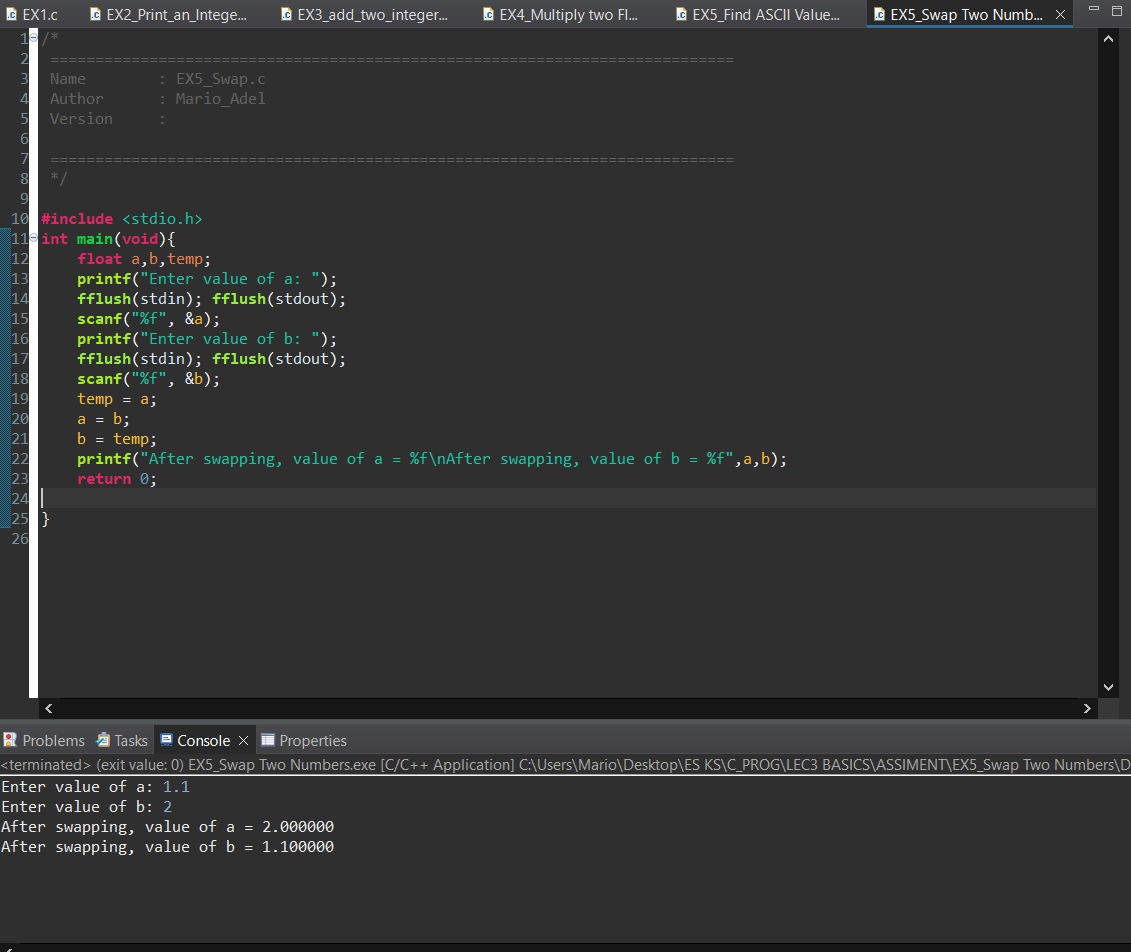 EX1.c EX2_Print_an_Intege... EX3_add_two_integer... EX4_Multiply two Fl... EX5_Find ASCII Value... EX5_Swap Two Numb...
1 /*
2 ============================================================================
3 Name        : EX5_Swap.c
4 Author      : Mario_Adel
5 Version     :
6
7 ============================================================================
8 */
9
10 #include <stdio.h>
11 int main(void){
12     float a,b,temp;
13     printf("Enter value of a: ");
14     fflush(stdin); fflush(stdout);
15     scanf("%f", &a);
16     printf("Enter value of b: ");
17     fflush(stdin); fflush(stdout);
18     scanf("%f", &b);
19     temp = a;
20     a = b;
21     b = temp;
22     printf("After swapping, value of a = %f\nAfter swapping, value of b = %f",a,b);
23     return 0;
24
25 }
26
Problems Tasks Console Properties
<terminated> (exit value: 0) EX5_Swap Two Numbers.exe [C/C++ Application] C:\Users\Mario\Desktop\ES KS\C_PROG\LEC3 BASICS\ASSIMENT\EX5_Swap Two Numbers\D
Enter value of a: 1.1
Enter value of b: 2
After swapping, value of a = 2.000000
After swapping, value of b = 1.100000